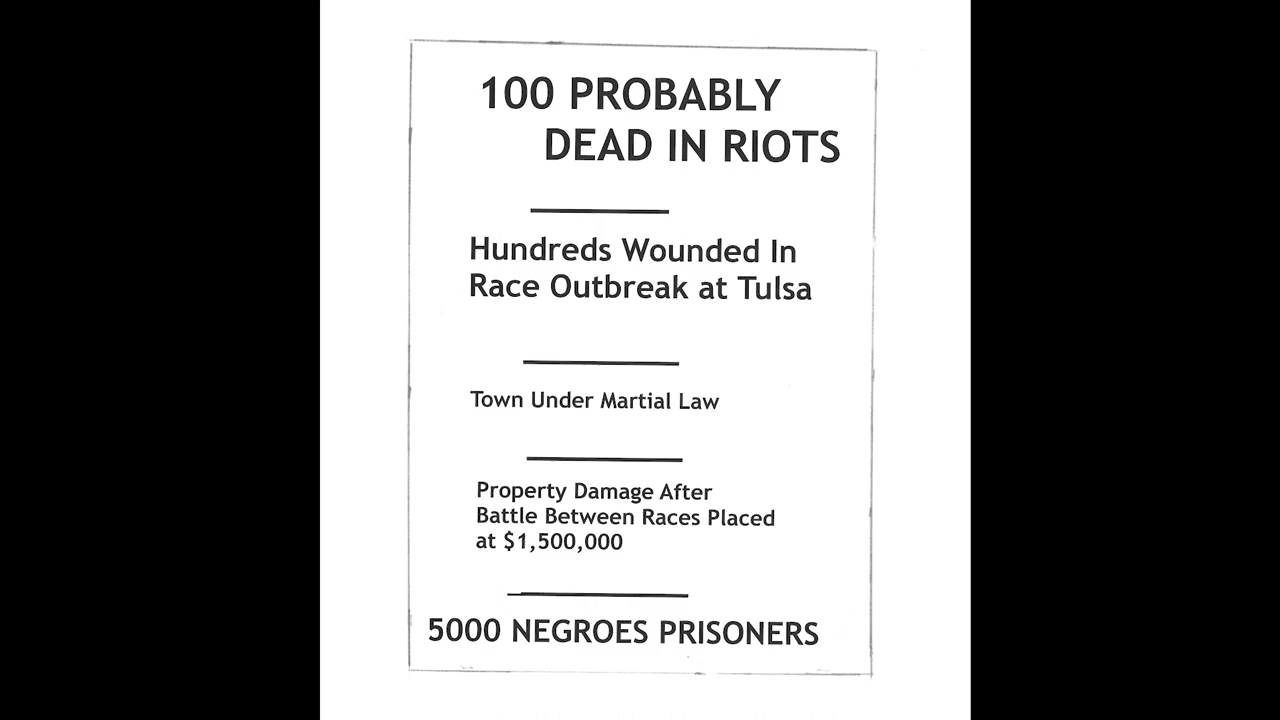 100 PROBABLY
DEAD IN RIOTS
Hundreds Wounded In
Race Outbreak at Tulsa
Town Under Martial Law
Property Damage After
Battle Between Races Placed
at $1,500,000
5000 NEGROES PRISONERS